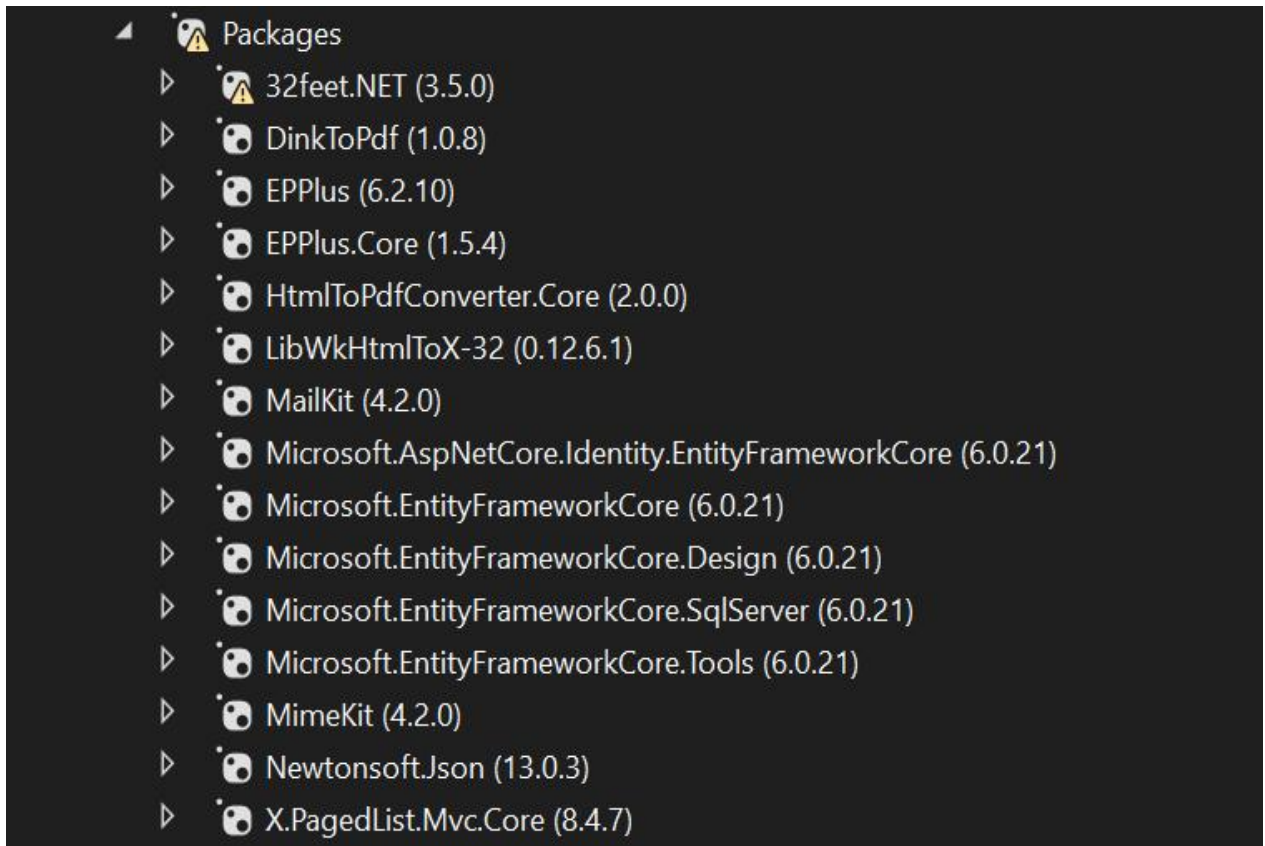 Packages
32feet.NET (3.5.0)
DinkToPdf (1.0.8)
EPPlus (6.2.10)
EPPlus.Core (1.5.4)
HtmlToPdfConverter.Core (2.0.0)
LibWkHtmlToX-32 (0.12.6.1)
MailKit (4.2.0)
Microsoft.AspNetCore.Identity.EntityFrameworkCore (6.0.21)
Microsoft.EntityFrameworkCore (6.0.21)
Microsoft.EntityFrameworkCore.Design (6.0.21)
Microsoft.EntityFrameworkCore.SqlServer (6.0.21)
Microsoft.EntityFrameworkCore.Tools (6.0.21)
MimeKit (4.2.0)
Newtonsoft.Json (13.0.3)
X.PagedList.Mvc.Core (8.4.7)